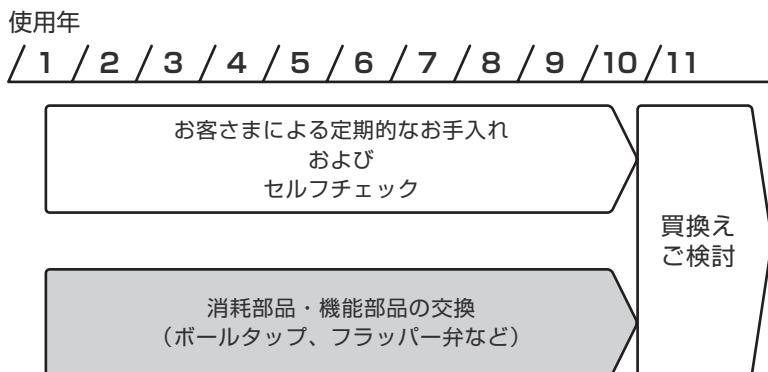 使用年
1 2 3 4 5 6 7 8 9 10 11
お客さまによる定期的なお手入れ
および
セルフチェック
買換え
ご検討
消耗部品・機能部品の交換
（ボールタップ、フラッパー弁など）